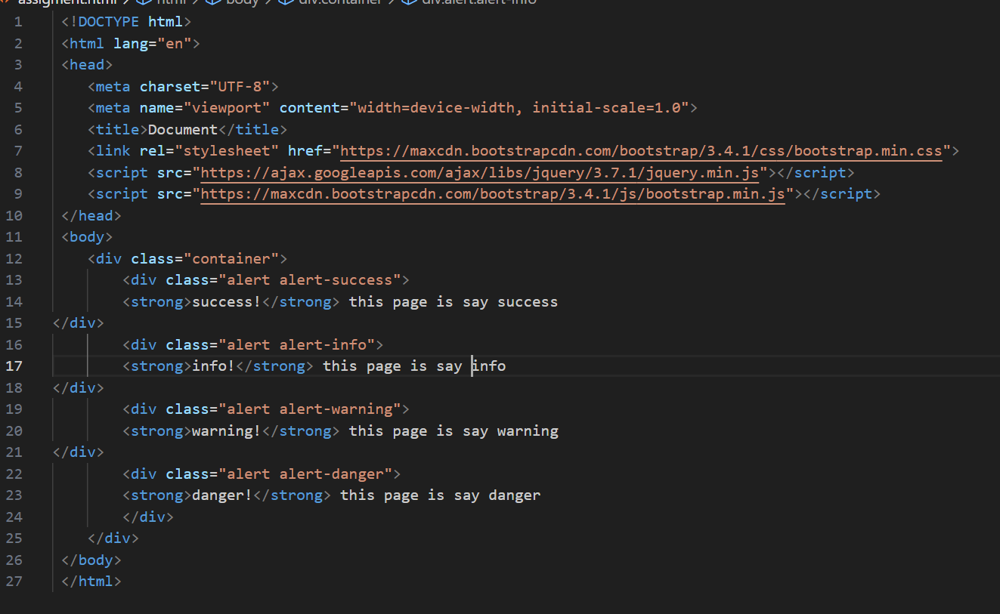 assigment.html > html > body > div.container > div.alert.alert-info
1 <!DOCTYPE html>
2 <html lang="en">
3 <head>
4 <meta charset="UTF-8">
5 <meta name="viewport" content="width=device-width, initial-scale=1.0">
6 <title>Document</title>
7 <link rel="stylesheet" href="https://maxcdn.bootstrapcdn.com/bootstrap/3.4.1/css/bootstrap.min.css">
8 <script src="https://ajax.googleapis.com/ajax/libs/jquery/3.7.1/jquery.min.js"></script>
9 <script src="https://maxcdn.bootstrapcdn.com/bootstrap/3.4.1/js/bootstrap.min.js"></script>
10 </head>
11 <body>
12 <div class="container">
13 <div class="alert alert-success">
14 <strong>success!</strong> this page is say success
15 </div>
16 <div class="alert alert-info">
17 <strong>info!</strong> this page is say info
18 </div>
19 <div class="alert alert-warning">
20 <strong>warning!</strong> this page is say warning
21 </div>
22 <div class="alert alert-danger">
23 <strong>danger!</strong> this page is say danger
24 </div>
25 </div>
26 </body>
27 </html>